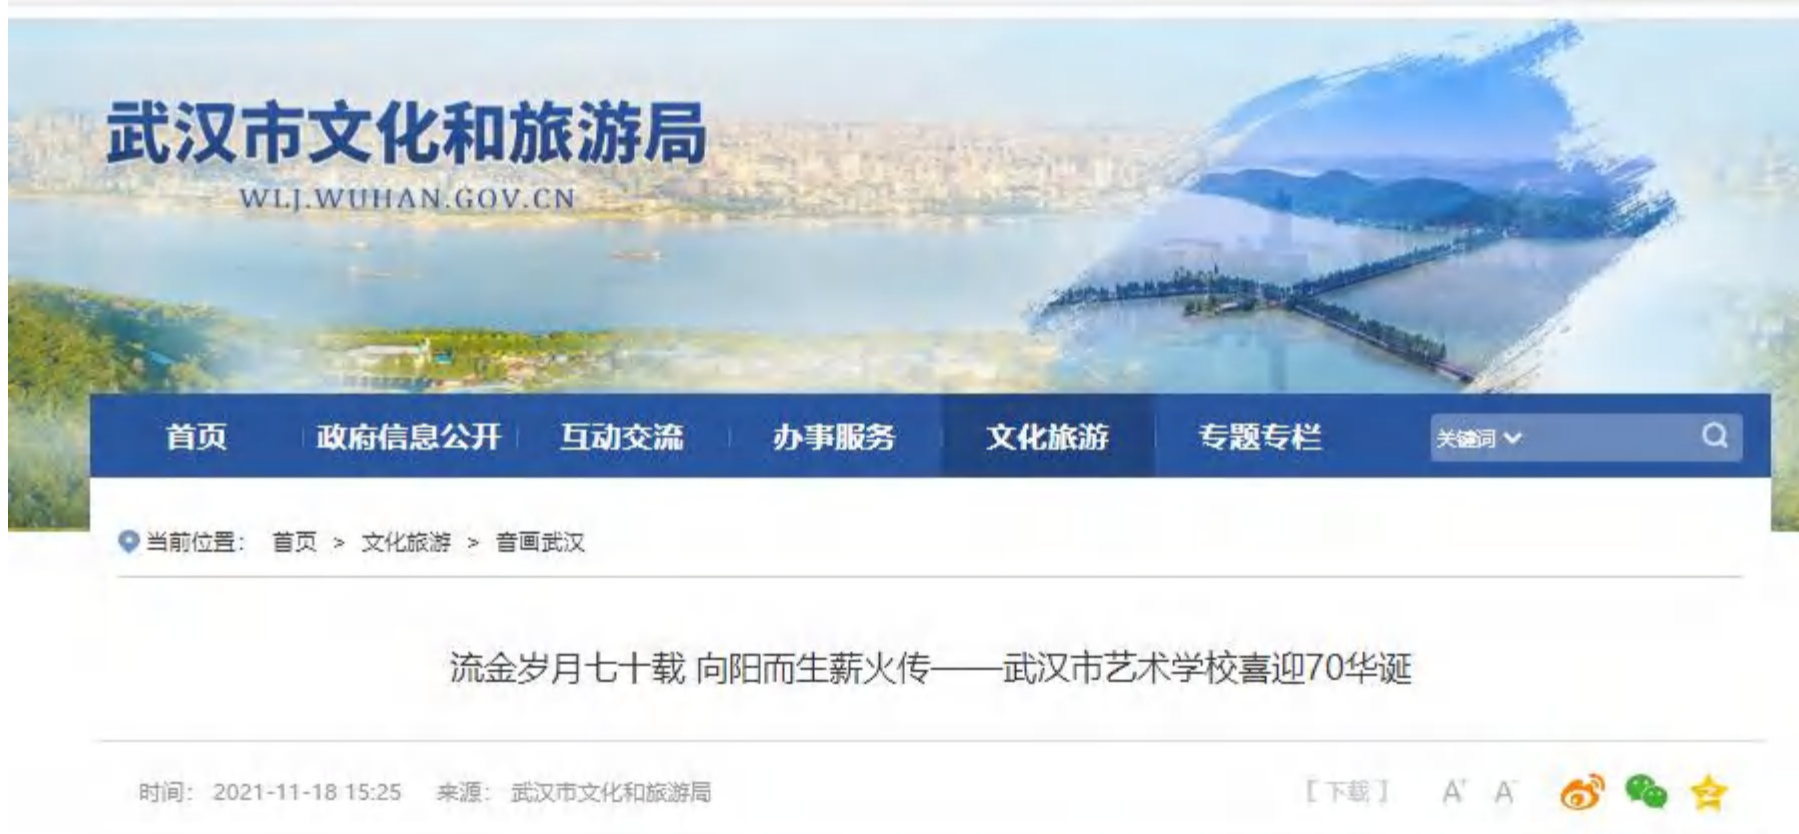 武汉市文化和旅游局
WLJ.WUHAN.GOV.CN
首页 政府信息公开 互动交流 办事服务 文化旅游 专题专栏 关键词
当前位置： 首页 > 文化旅游 > 音画武汉
流金岁月七十载 向阳而生薪火传——武汉市艺术学校喜迎70华诞
时间： 2021-11-18 15:25 来源： 武汉市文化和旅游局 【下载】 A+ A-